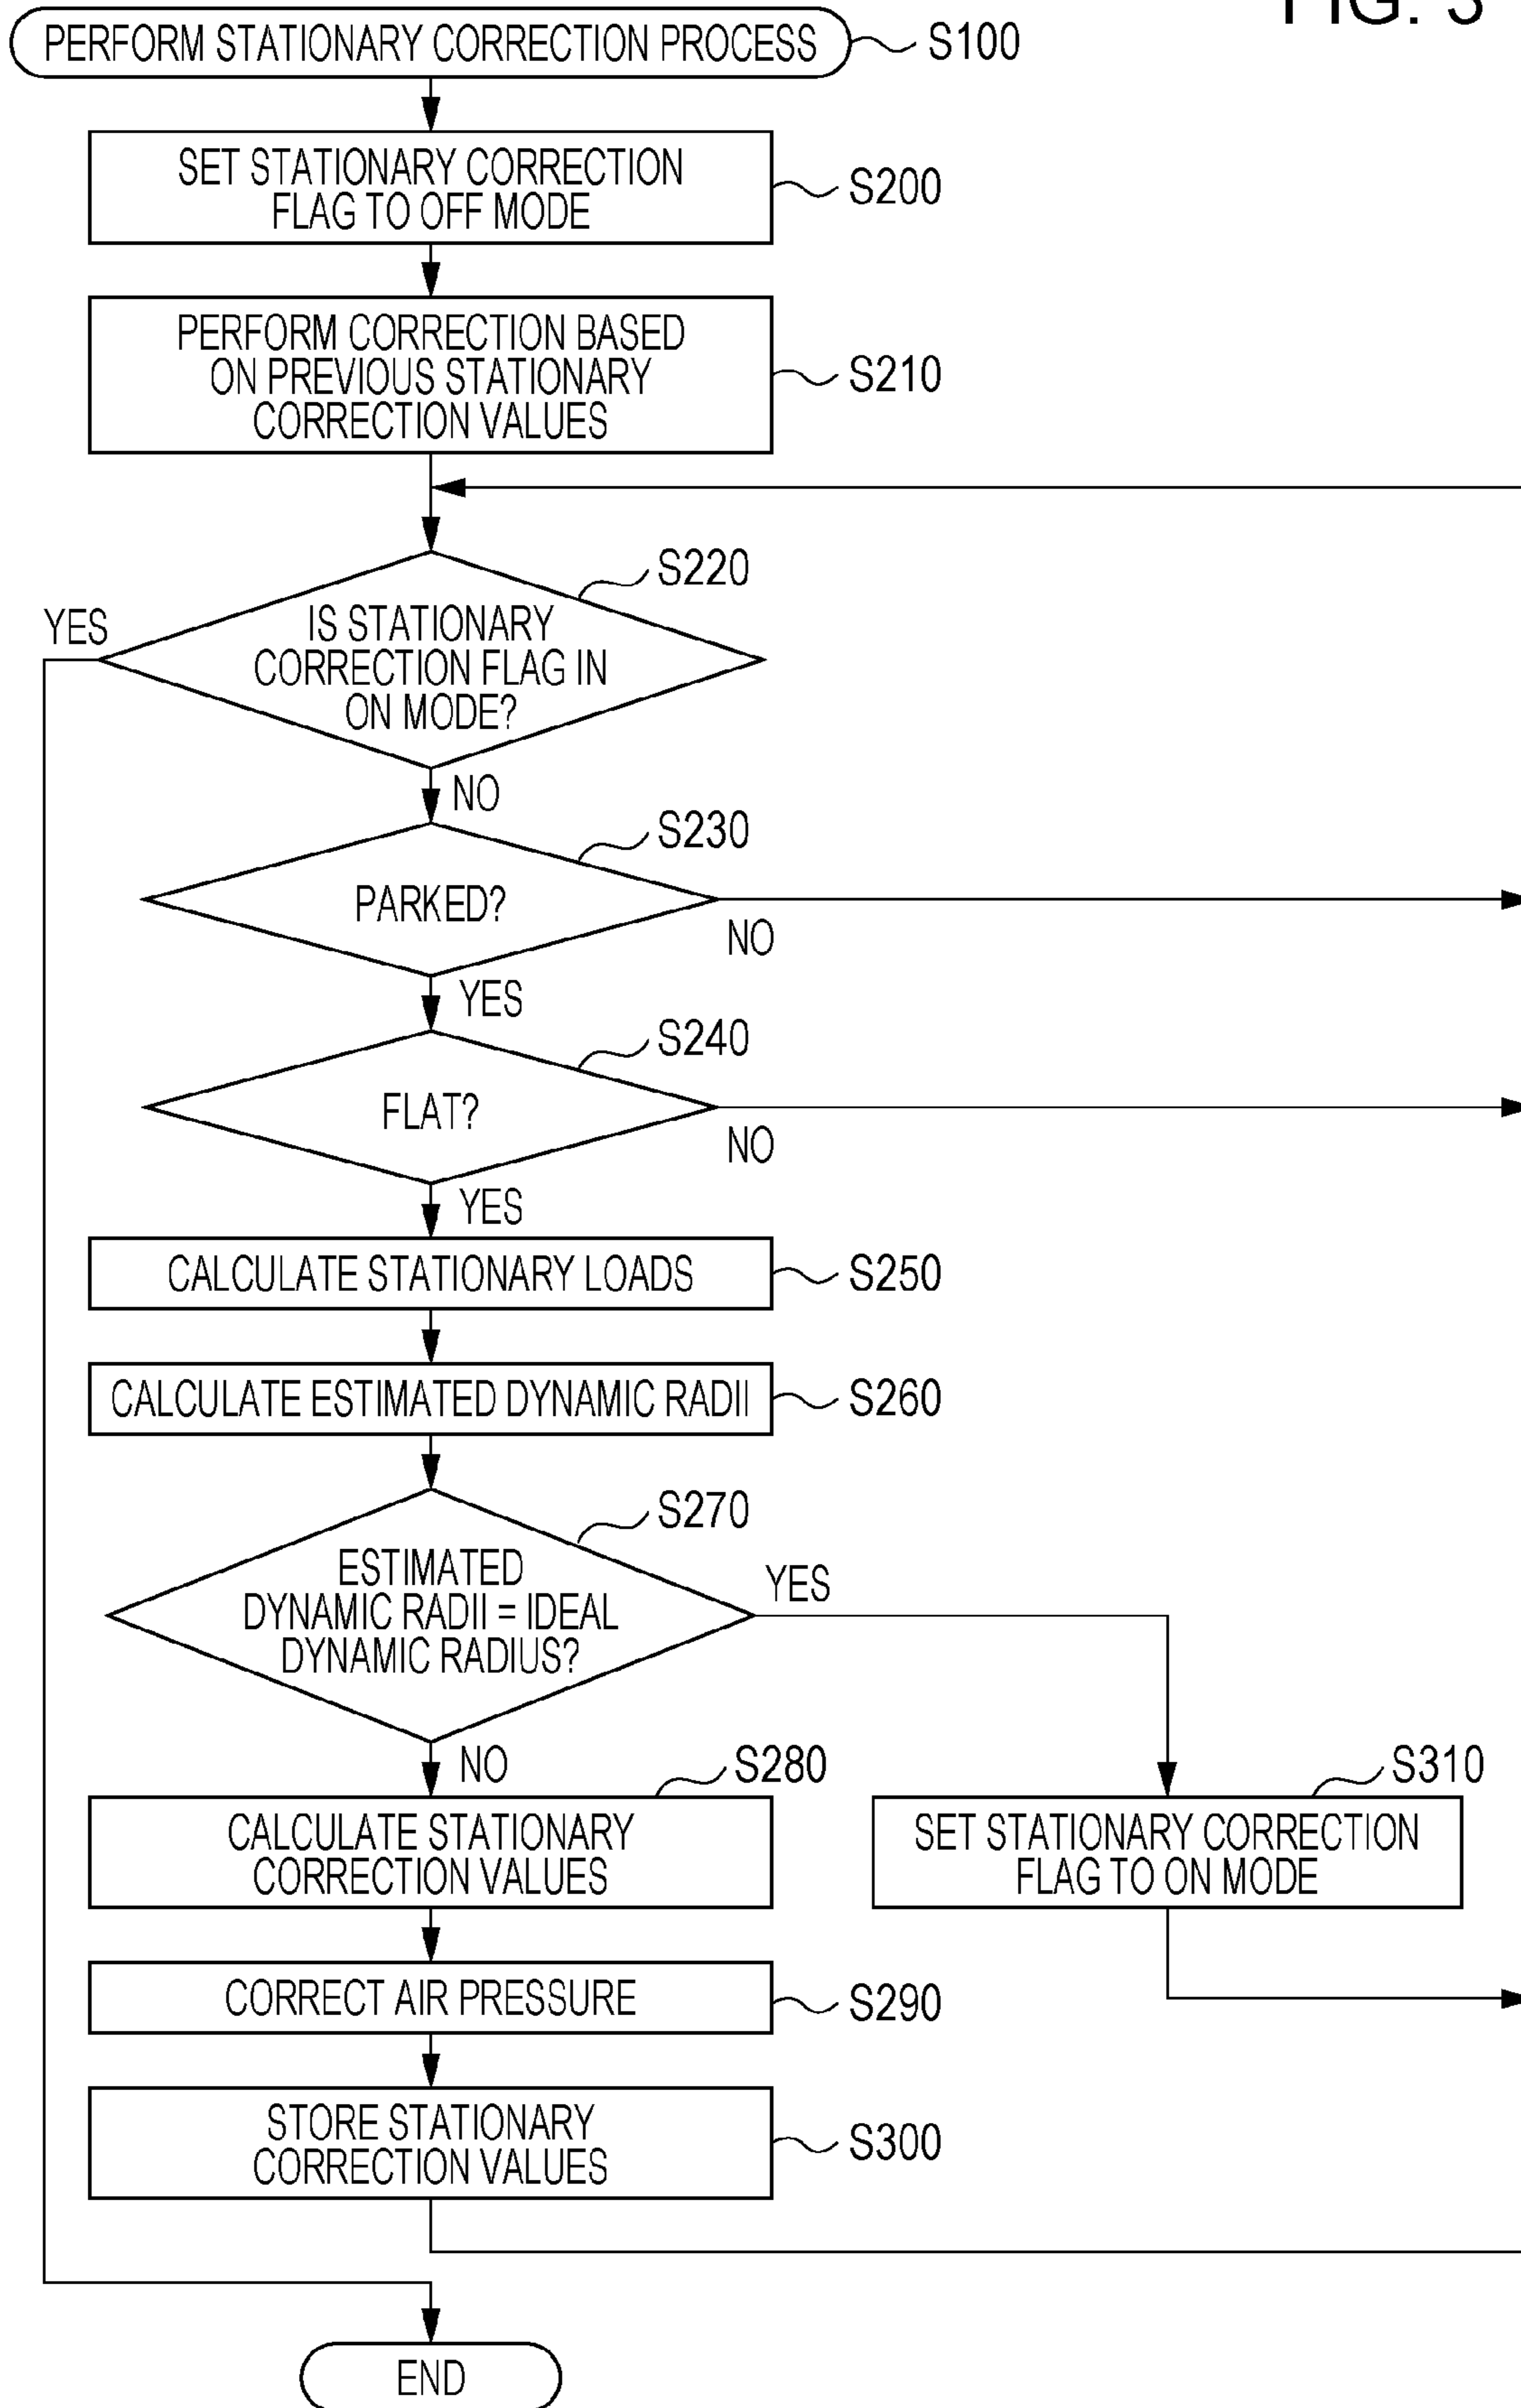 FIG. 3
PERFORM STATIONARY CORRECTION PROCESS
S100
SET STATIONARY CORRECTION
FLAG TO OFF MODE
S200
PERFORM CORRECTION BASED
ON PREVIOUS STATIONARY
CORRECTION VALUES
S210
S220
YES
IS STATIONARY
CORRECTION FLAG IN
ON MODE?
NO
S230
PARKED?
NO
YES
S240
FLAT?
NO
YES
CALCULATE STATIONARY LOADS
S250
CALCULATE ESTIMATED DYNAMIC RADII
S260
S270
ESTIMATED
DYNAMIC RADII = IDEAL
DYNAMIC RADIUS?
YES
NO
S280
S310
CALCULATE STATIONARY
CORRECTION VALUES
SET STATIONARY CORRECTION
FLAG TO ON MODE
CORRECT AIR PRESSURE
S290
STORE STATIONARY
CORRECTION VALUES
S300
END